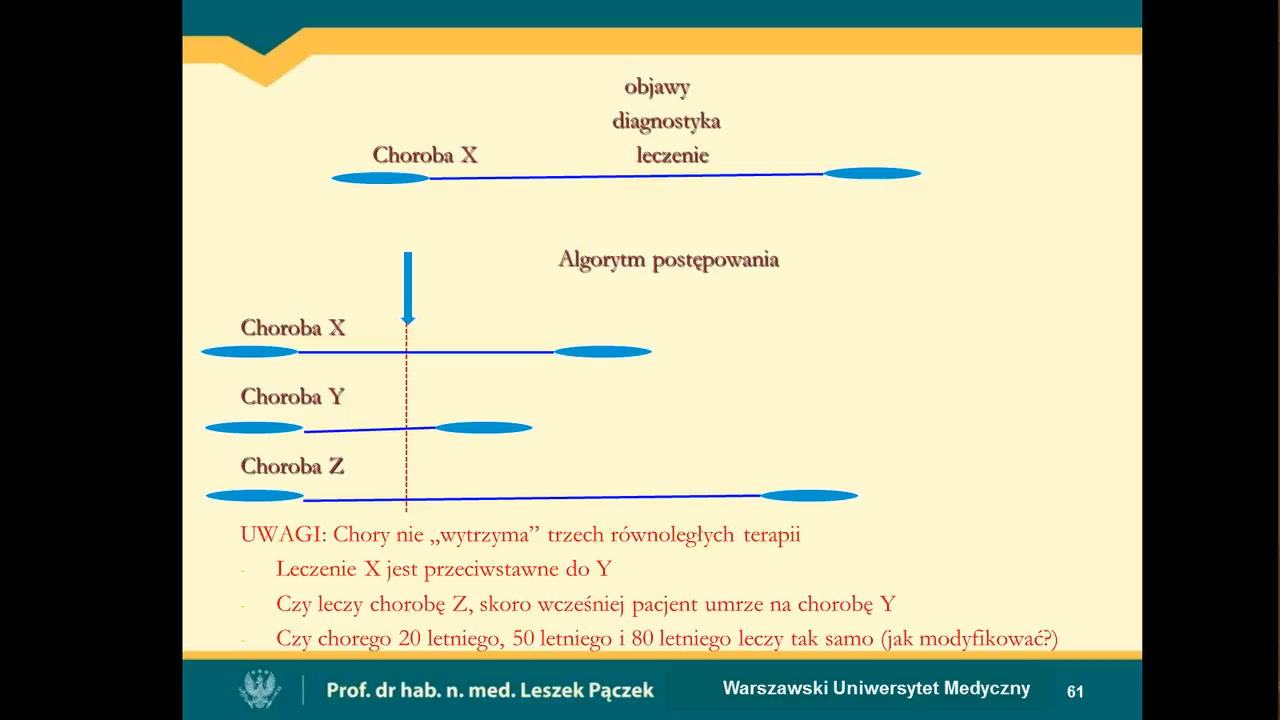 objawy
diagnostyka
Choroba X leczenie
Algorytm postępowania
Choroba X
Choroba Y
Choroba Z
UWAGI: Chory nie „wytrzyma” trzech równoległych terapii
- Leczenie X jest przeciwstawne do Y
- Czy leczy chorobę Z, skoro wcześniej pacjent umrze na chorobę Y
- Czy chorego 20 letniego, 50 letniego i 80 letniego leczy tak samo (jak modyfikować?)
Prof. dr hab. n. med. Leszek Pączek Warszawski Uniwersytet Medyczny 61